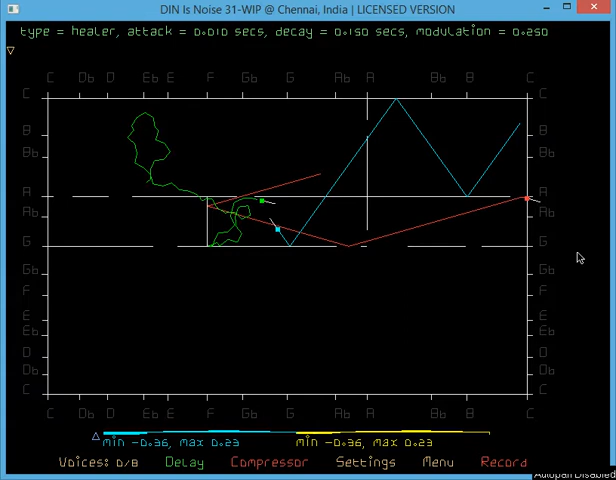 DIN Is Noise 31-WIP @ Chennai, India | LICENSED VERSION
type = healer, attack = 0.010 secs, decay = 0.150 secs, modulation = 0.250
C Db D Eb E F Gb G Ab A Bb B C
C C
B B
Bb Bb
A A
Ab Ab
G G
Gb Gb
F F
E E
Eb Eb
D D
Db Db
C C
C Db D Eb E F Gb G Ab A Bb B C
Min -0.36, Max 0.23 Min -0.36, Max 0.23
Voices: 0/8 Delay Compressor Settings Menu Record
Autopan Disabled